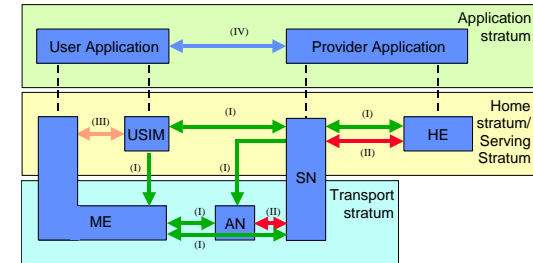 Application
stratum
User Application
(IV)
Provider Application
(III)
USIM
(I)
(I)
(II)
HE
Home
stratum/
Serving
Stratum
(I)
(I)
SN
Transport
stratum
ME
(I)
AN
(II)
(I)